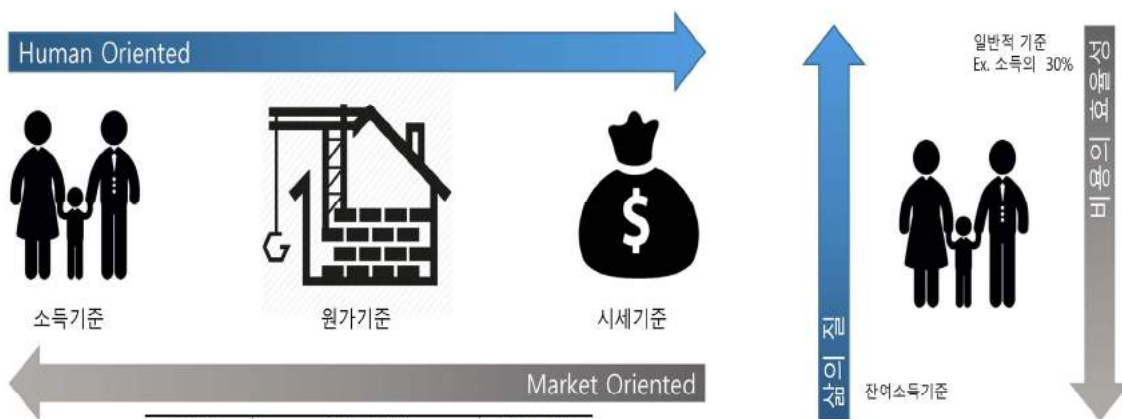 Human Oriented
소득기준
원가기준
시세기준
Market Oriented
삶의 질
일반적 기준
Ex. 소득의 30%
비용의 효율성
잔여소득기준
$